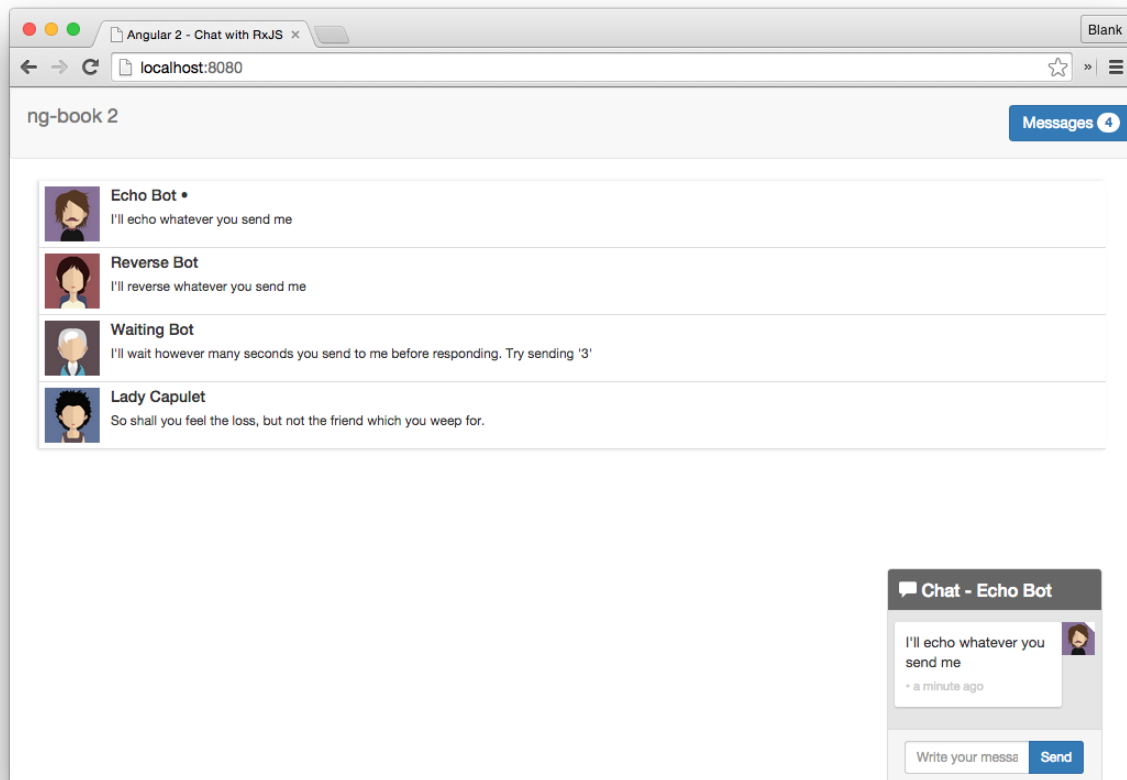 Angular 2 - Chat with RxJS ×
Blank
localhost:8080
»
ng-book 2
Messages 4
Echo Bot •
I'll echo whatever you send me
Reverse Bot
I'll reverse whatever you send me
Waiting Bot
I'll wait however many seconds you send to me before responding. Try sending '3'
Lady Capulet
So shall you feel the loss, but not the friend which you weep for.
Chat - Echo Bot
I'll echo whatever you
send me
• a minute ago
Write your messa
Send